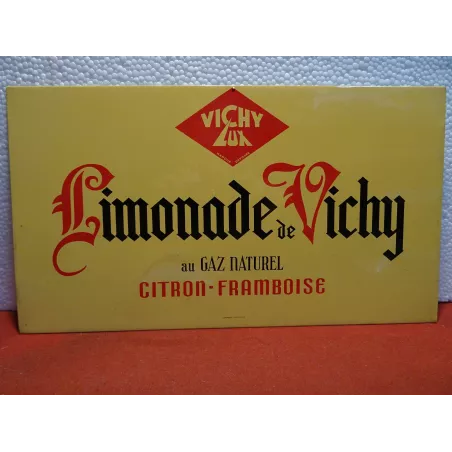 VICHY
LUX
Limonade de Vichy
au GAZ NATUREL
CITRON-FRAMBOISE